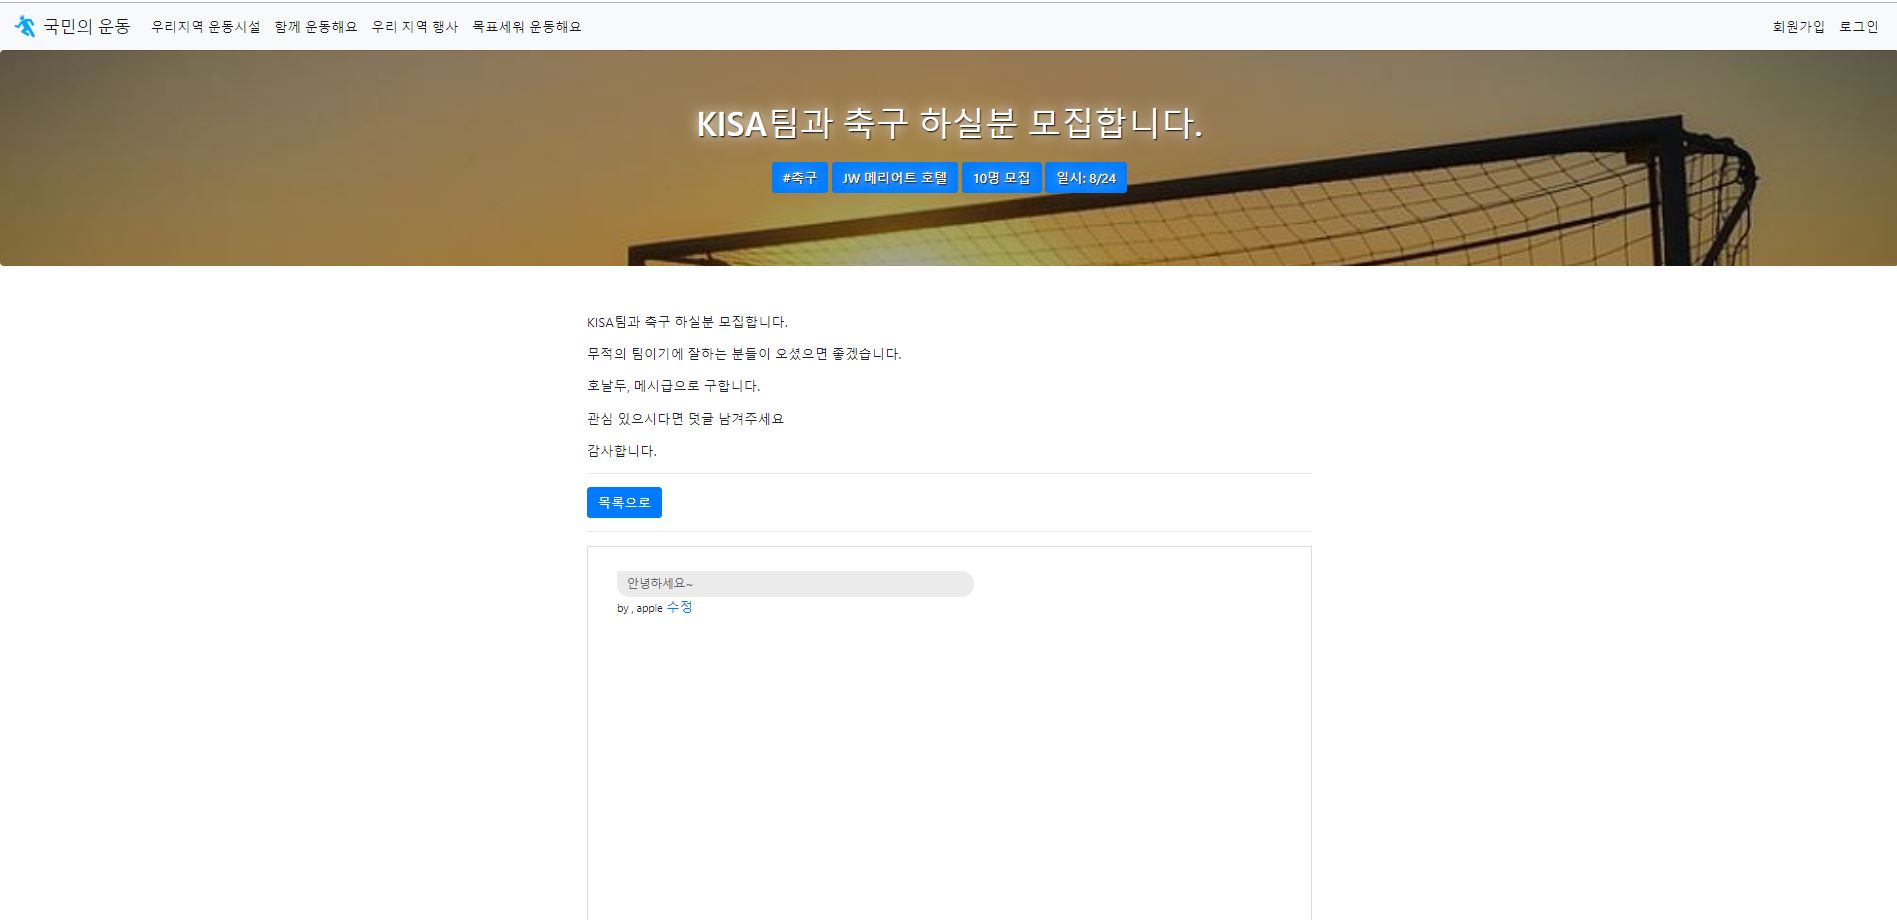 국민의 운동 우리지역 운동시설 함께 운동해요 우리 지역 행사 목표세워 운동해요 회원가입 로그인
KISA팀과 축구 하실분 모집합니다.
#축구 JW 메리어트 호텔 10명 모집 일시: 8/24
KISA팀과 축구 하실분 모집합니다.
무적의 팀이기에 잘하는 분들이 오셨으면 좋겠습니다.
호날두, 메시급으로 구합니다.
관심 있으시다면 덧글 남겨주세요
감사합니다.
목록으로
안녕하세요~
by , apple 수정